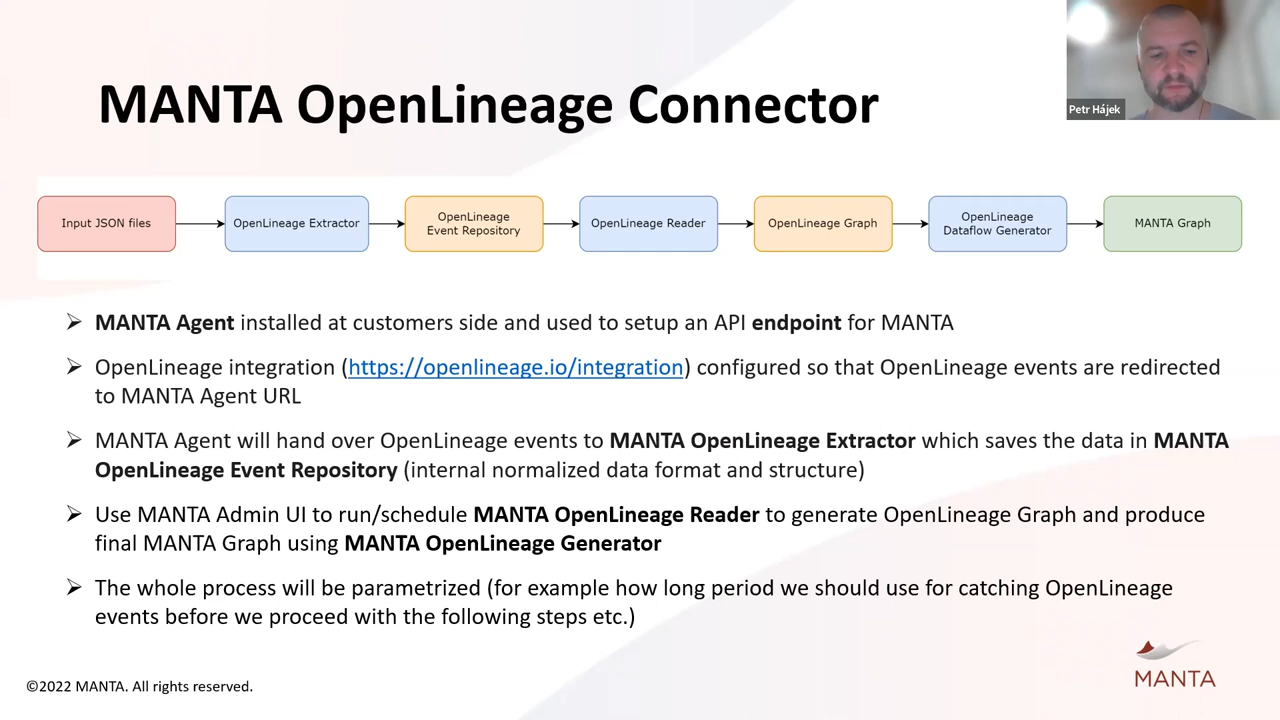 MANTA OpenLineage Connector
Petr Hájek
Input JSON files
OpenLineage Extractor
OpenLineage
Event Repository
OpenLineage Reader
OpenLineage Graph
OpenLineage
Dataflow Generator
MANTA Graph
MANTA Agent installed at customers side and used to setup an API endpoint for MANTA
OpenLineage integration (https://openlineage.io/integration) configured so that OpenLineage events are redirected
to MANTA Agent URL
MANTA Agent will hand over OpenLineage events to MANTA OpenLineage Extractor which saves the data in MANTA
OpenLineage Event Repository (internal normalized data format and structure)
Use MANTA Admin UI to run/schedule MANTA OpenLineage Reader to generate OpenLineage Graph and produce
final MANTA Graph using MANTA OpenLineage Generator
The whole process will be parametrized (for example how long period we should use for catching OpenLineage
events before we proceed with the following steps etc.)
©2022 MANTA. All rights reserved.
MANTA